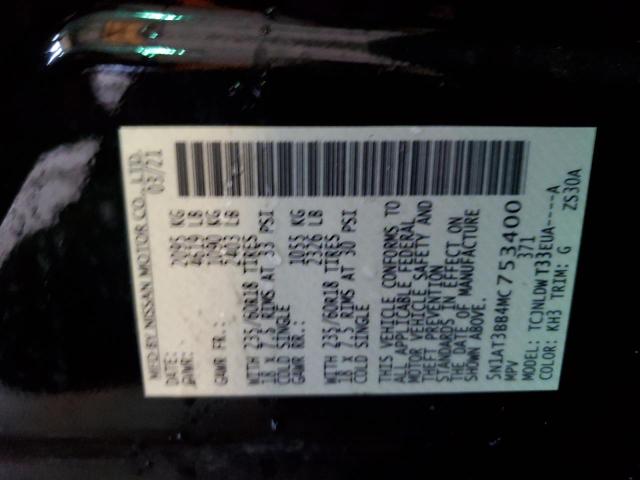 MFD BY NISSAN MOTOR CO., LTD.
DATE: 03/21
GVWR: 2095 KG
4619 LB
GAWR FR.: 1090 KG
2403 LB
WITH 235/60R18 TIRES
18 X 7.5 RIMS AT 33 PSI
COLD SINGLE
GAWR RR.: 1055 KG
2326 LB
WITH 235/60R18 TIRES
18 X 7.5 RIMS AT 30 PSI
COLD SINGLE
THIS VEHICLE CONFORMS TO
ALL APPLICABLE FEDERAL
MOTOR VEHICLE SAFETY AND
THEFT PREVENTION
STANDARDS IN EFFECT ON
THE DATE OF MANUFACTURE
SHOWN ABOVE.
5N1AT3BB4MC753400
MPV 371
MODEL: TCJNLDWT33EUA----A
COLOR: KH3 TRIM: G ZS30A